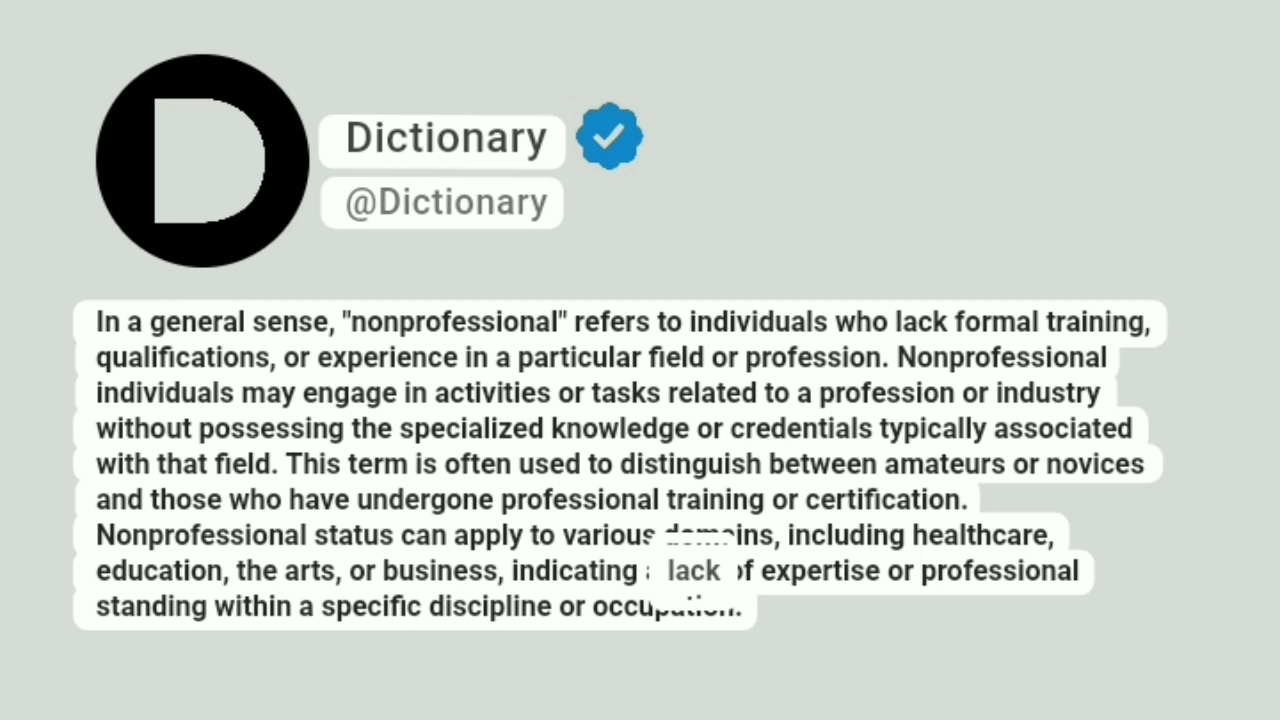 D
Dictionary
@Dictionary
In a general sense, "nonprofessional" refers to individuals who lack formal training,
qualifications, or experience in a particular field or profession. Nonprofessional
individuals may engage in activities or tasks related to a profession or industry
without possessing the specialized knowledge or credentials typically associated
with that field. This term is often used to distinguish between amateurs or novices
and those who have undergone professional training or certification.
Nonprofessional status can apply to various domains, including healthcare,
education, the arts, or business, indicating a lack of expertise or professional
standing within a specific discipline or occupation.